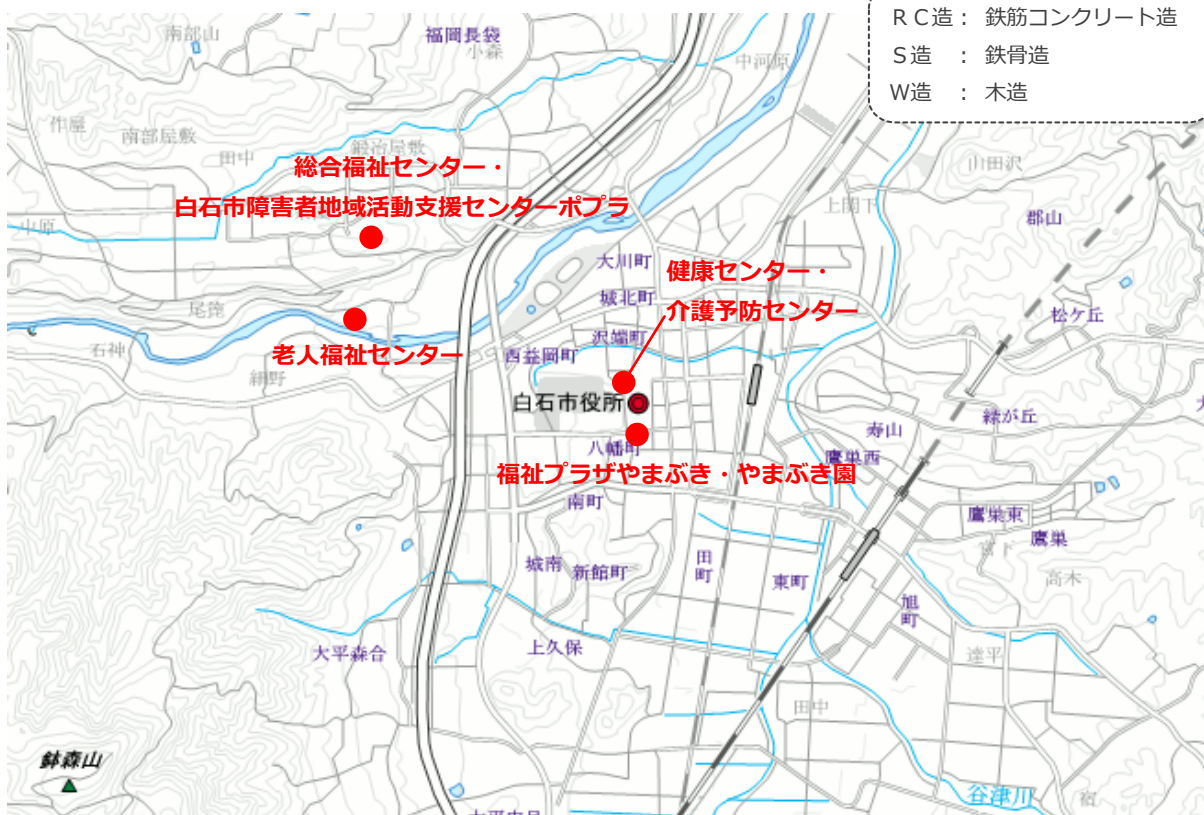 RC造： 鉄筋コンクリート造
S造 ： 鉄骨造
W造 ： 木造
南部山
福岡長袋
小森
中河原
作屋
南部屋敷
田中
鍛冶屋敷
総合福祉センター・
白石市障害者地域活動支援センターポプラ
山田沢
郡山
大川町
城北町
健康センター・
介護予防センター
松ケ丘
石神
老人福祉センター
沢端町
西益岡町
白石市役所
緑が丘
寿山
八幡町
鷹巣西
福祉プラザやまぶき・やまぶき園
南町
鷹巣東
鷹巣
宮下
高木
城南
新館町
田町
東町
旭町
大平森合
上久保
達平
田中
鉢森山
谷津川
宿